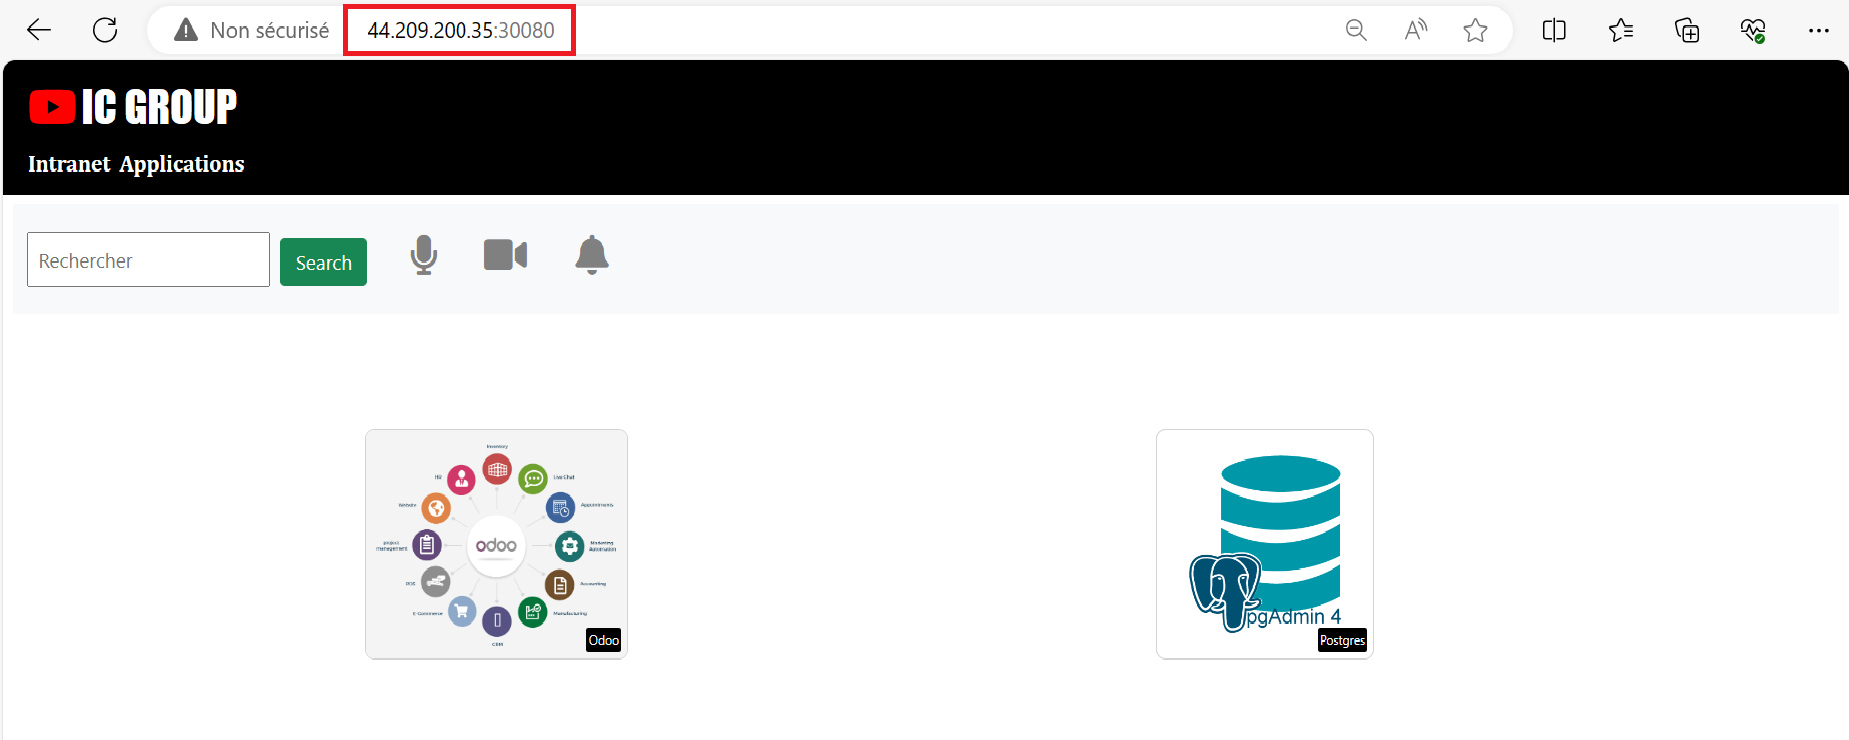 Non sécurisé 44.209.200.35:30080
IC GROUP
Intranet Applications
Rechercher Search
Inventory
HR Live Chat
Website Appointments
project management Marketing Automation
odoo
POS Accounting
E-Commerce Manufacturing
CRM
Odoo
pgAdmin 4
Postgres